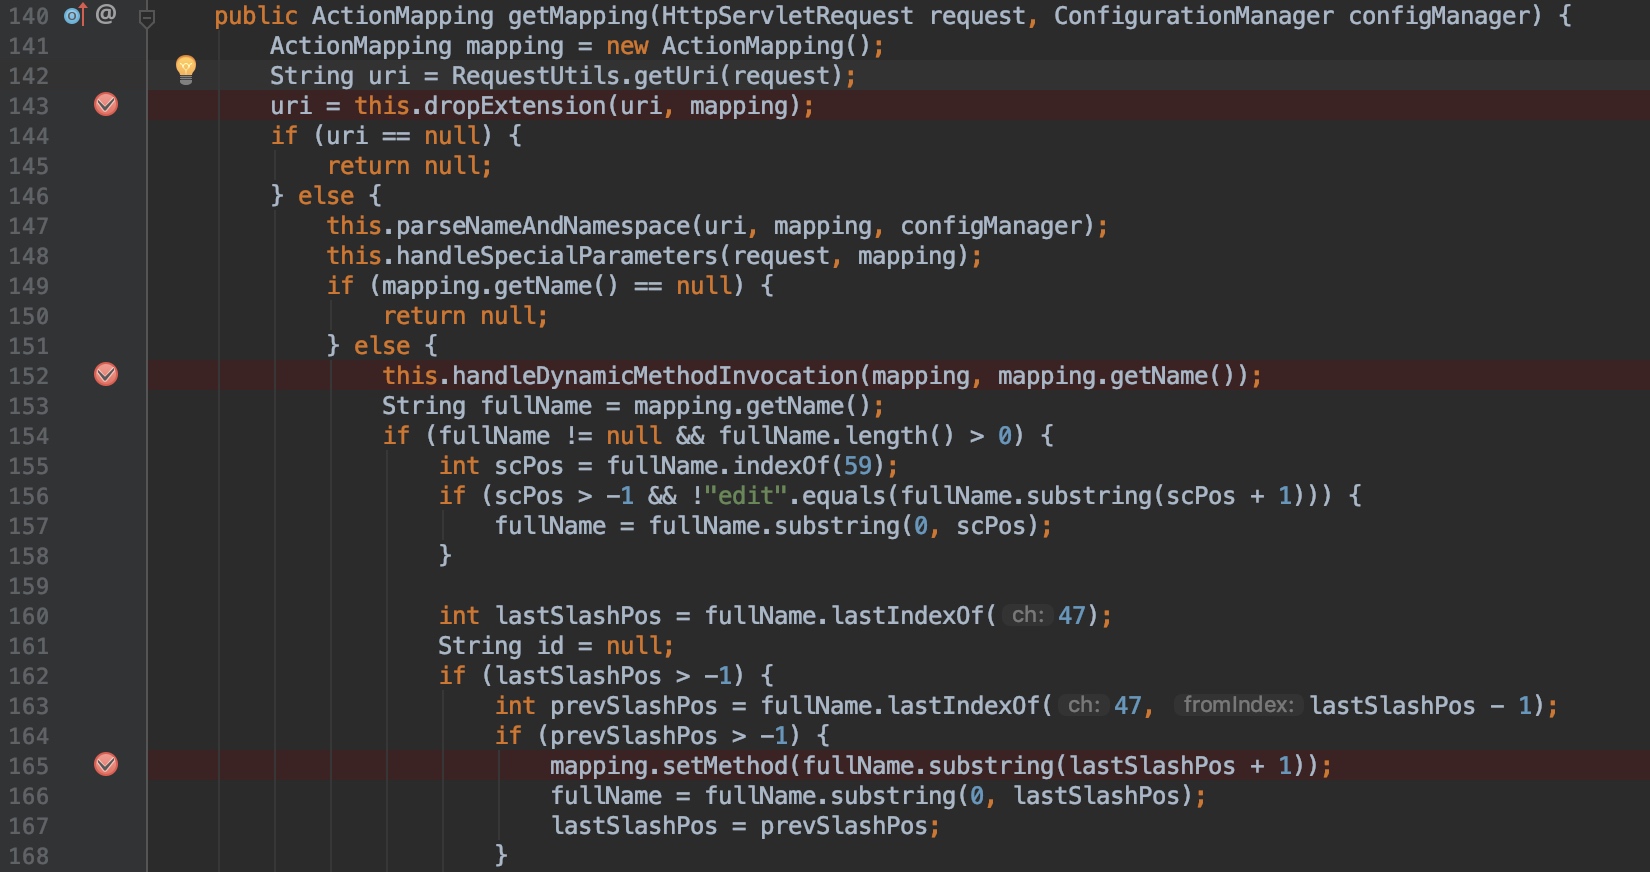 140 @ public ActionMapping getMapping(HttpServletRequest request, ConfigurationManager configManager) {
141 ActionMapping mapping = new ActionMapping();
142 String uri = RequestUtils.getUri(request);
143 uri = this.dropExtension(uri, mapping);
144 if (uri == null) {
145 return null;
146 } else {
147 this.parseNameAndNamespace(uri, mapping, configManager);
148 this.handleSpecialParameters(request, mapping);
149 if (mapping.getName() == null) {
150 return null;
151 } else {
152 this.handleDynamicMethodInvocation(mapping, mapping.getName());
153 String fullName = mapping.getName();
154 if (fullName != null && fullName.length() > 0) {
155 int scPos = fullName.indexOf(59);
156 if (scPos > -1 && !"edit".equals(fullName.substring(scPos + 1))) {
157 fullName = fullName.substring(0, scPos);
158 }
159
160 int lastSlashPos = fullName.lastIndexOf( ch: 47);
161 String id = null;
162 if (lastSlashPos > -1) {
163 int prevSlashPos = fullName.lastIndexOf( ch: 47, fromIndex: lastSlashPos - 1);
164 if (prevSlashPos > -1) {
165 mapping.setMethod(fullName.substring(lastSlashPos + 1));
166 fullName = fullName.substring(0, lastSlashPos);
167 lastSlashPos = prevSlashPos;
168 }